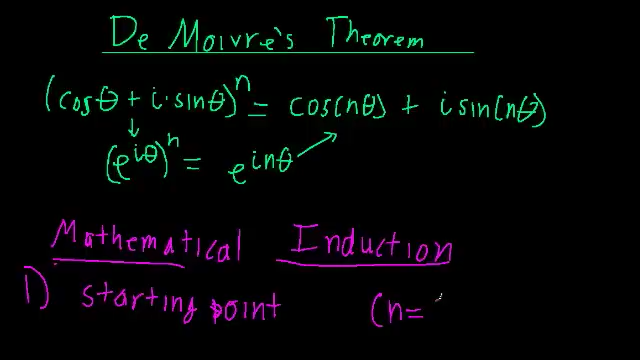 De Moivre's Theorem
(cosθ + i·sinθ)^n = cos(nθ) + i sin(nθ)
↓
(e^{iθ})^n = e^{inθ}
Mathematical Induction
1) starting point (n=